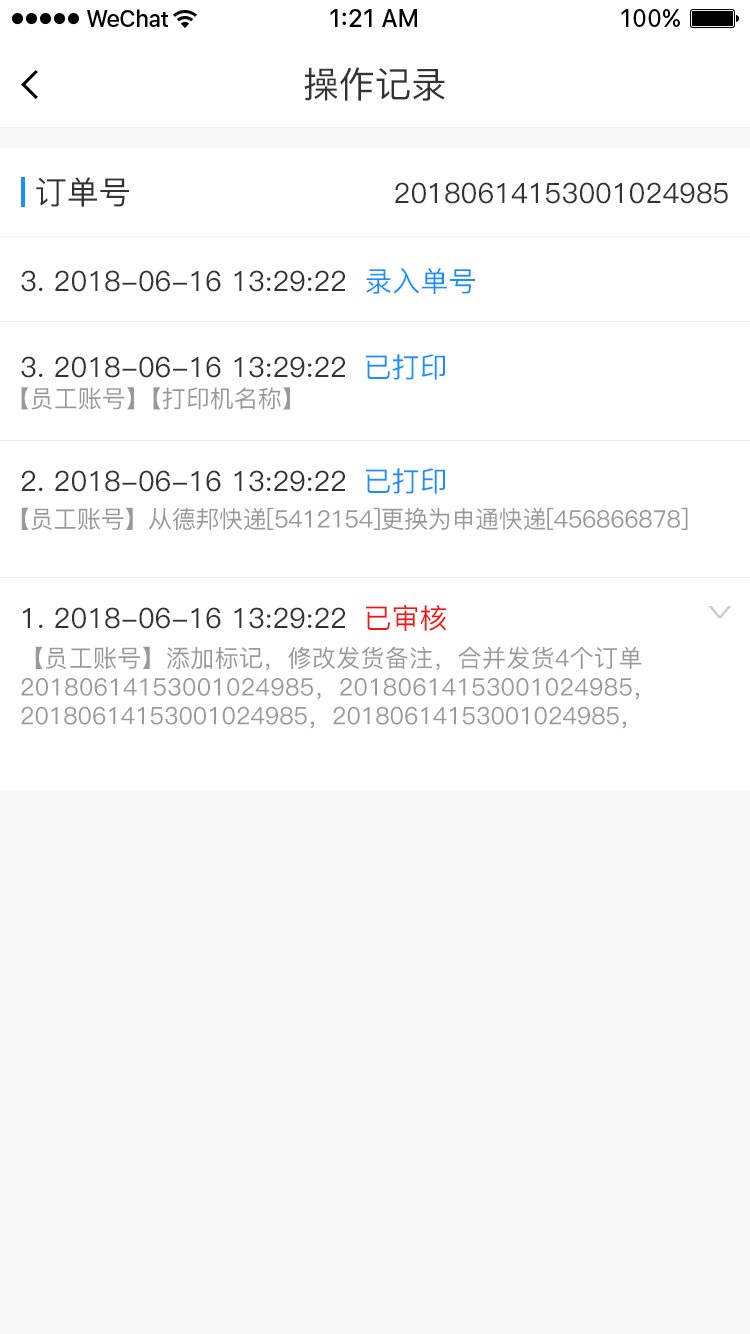 WeChat 1:21 AM 100%
操作记录
订单号 20180614153001024985
3. 2018-06-16 13:29:22 录入单号
3. 2018-06-16 13:29:22 已打印
【员工账号】【打印机名称】
2. 2018-06-16 13:29:22 已打印
【员工账号】从德邦快递[5412154]更换为申通快递[456866878]
1. 2018-06-16 13:29:22 已审核
【员工账号】添加标记，修改发货备注，合并发货4个订单
20180614153001024985，20180614153001024985,
20180614153001024985，20180614153001024985,